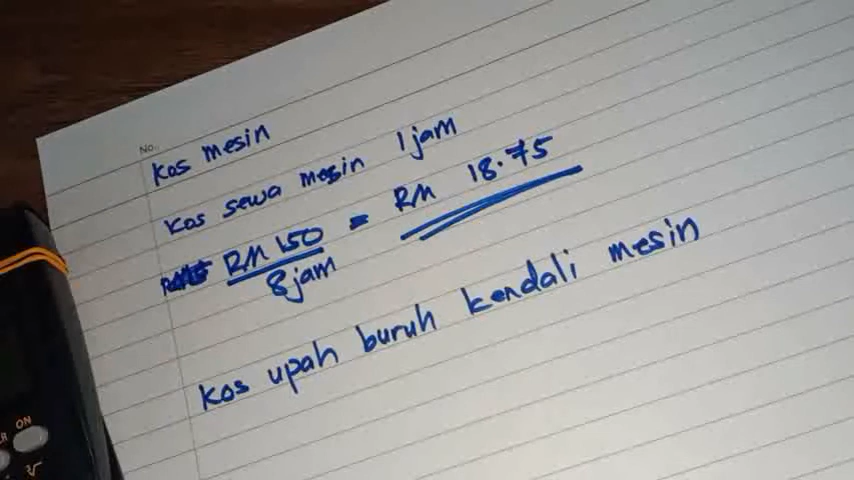 No.
Kos mesin
Kos sewa mesin 1 jam
RM 150 = RM 18.75
8 jam
Kos upah buruh kendali mesin
ON